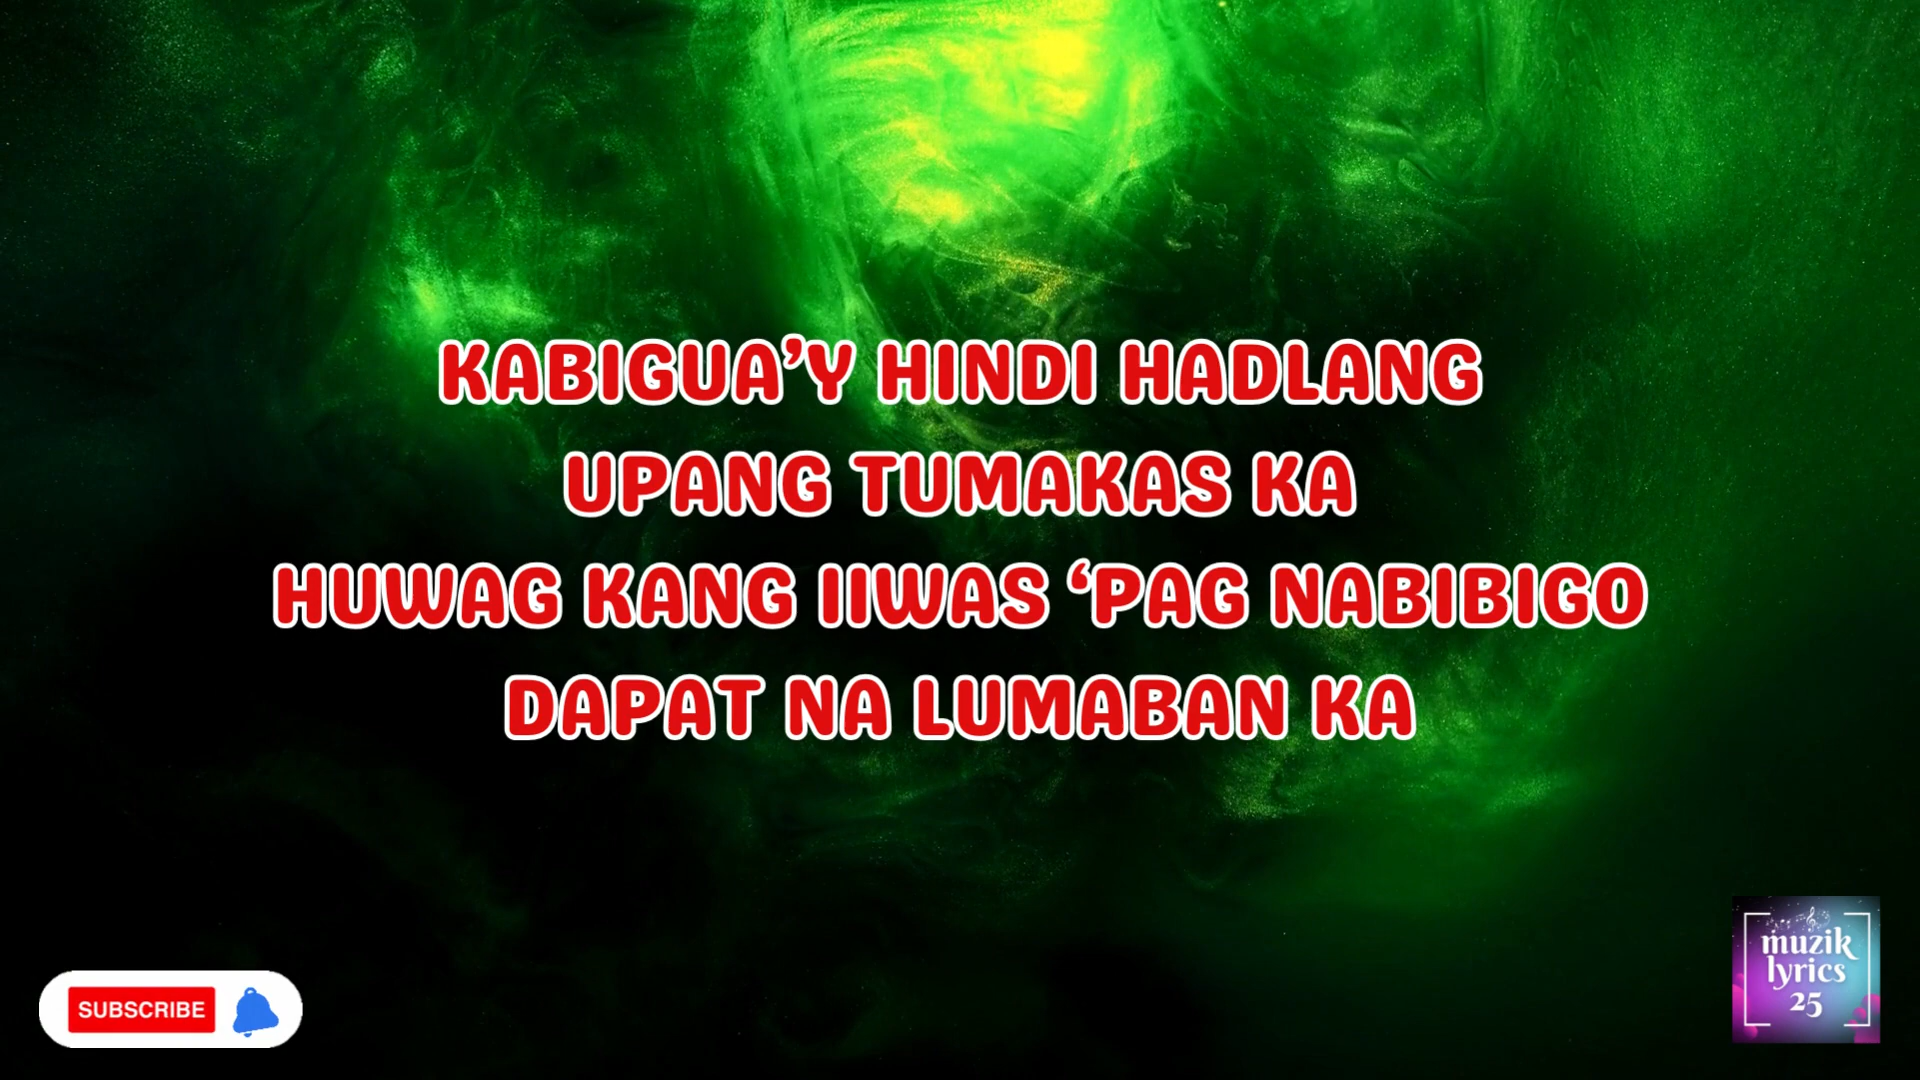 KABIGUA’Y HINDI HADLANG
UPANG TUMAKAS KA
HUWAG KANG IIWAS ‘PAG NABIBIGO
DAPAT NA LUMABAN KA
SUBSCRIBE
muzik
lyrics
25